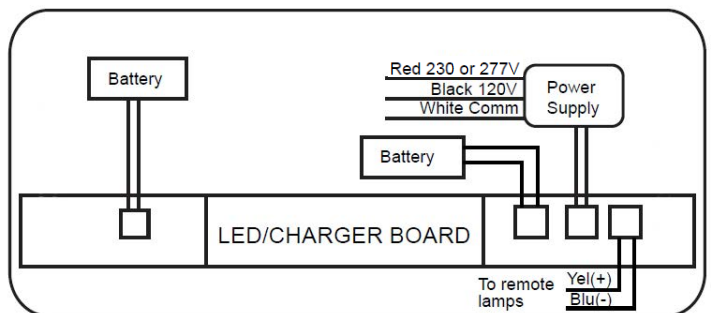 Battery
Red 230 or 277V
Black 120V
White Comm
Power
Supply
Battery
LED/CHARGER BOARD
To remote
lamps
Yel(+)
Blu(-)